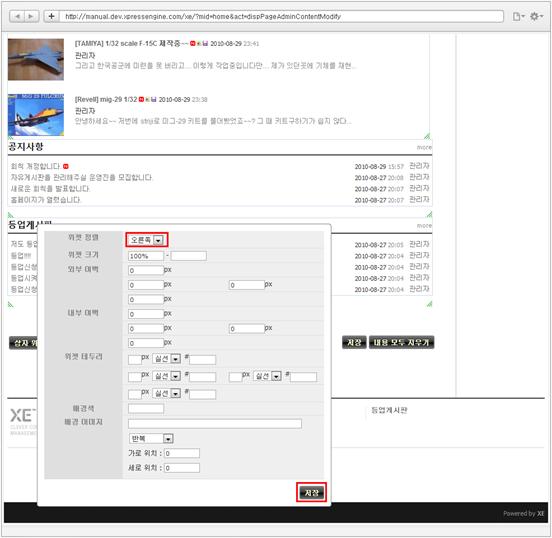 http://manual.dev.xpressengine.com/xe/?mid=home&act=dispPageAdminContentModify
[TAMIYA] 1/32 scale F-15C 제작중~~ 2010-08-29 23:41
관리자
그리고 한국공군에 미련을 못 버리고... 이렇게 작업중입니다만... 제가 있던곳에 기체를 재현...
[Revell] mig-29 1/32 2010-08-29 23:38
관리자
안녕하세요~~ 저번에 stnji로 미그-29 키트를 물어봤었죠~~? 그 때 키트구하기가 쉽지 않다...
공지사항 more
회칙 개정합니다. 2010-08-29 15:57 관리자
자유게시판을 관리해주실 운영진을 모집합니다. 2010-08-27 20:08 관리자
새로운 회칙을 발표합니다. 2010-08-27 20:07 관리자
홈페이지가 열렸습니다. 2010-08-27 20:07 관리자
등업게시판 more
저도 등업 2010-08-27 20:05 관리자
등업!!!! 2010-08-27 20:04 관리자
등업신청 2010-08-27 20:04 관리자
등업시켜 2010-08-27 20:04 관리자
등업신청 2010-08-27 20:04 관리자
위젯 정렬 오른쪽
위젯 크기 100% -
외부 여백 0 px
0 px 0 px
0 px
내부 여백 0 px
0 px 0 px
0 px
상자 위 저장 내용 모두 지우기
위젯 테두리 px 실선 #
px 실선 # px 실선 #
px 실선 #
배경색
배경 이미지
반복
가로 위치 : 0
세로 위치 : 0
저장
XE
CLEVER CO
MANAGEME
등업게시판
Powered by XE